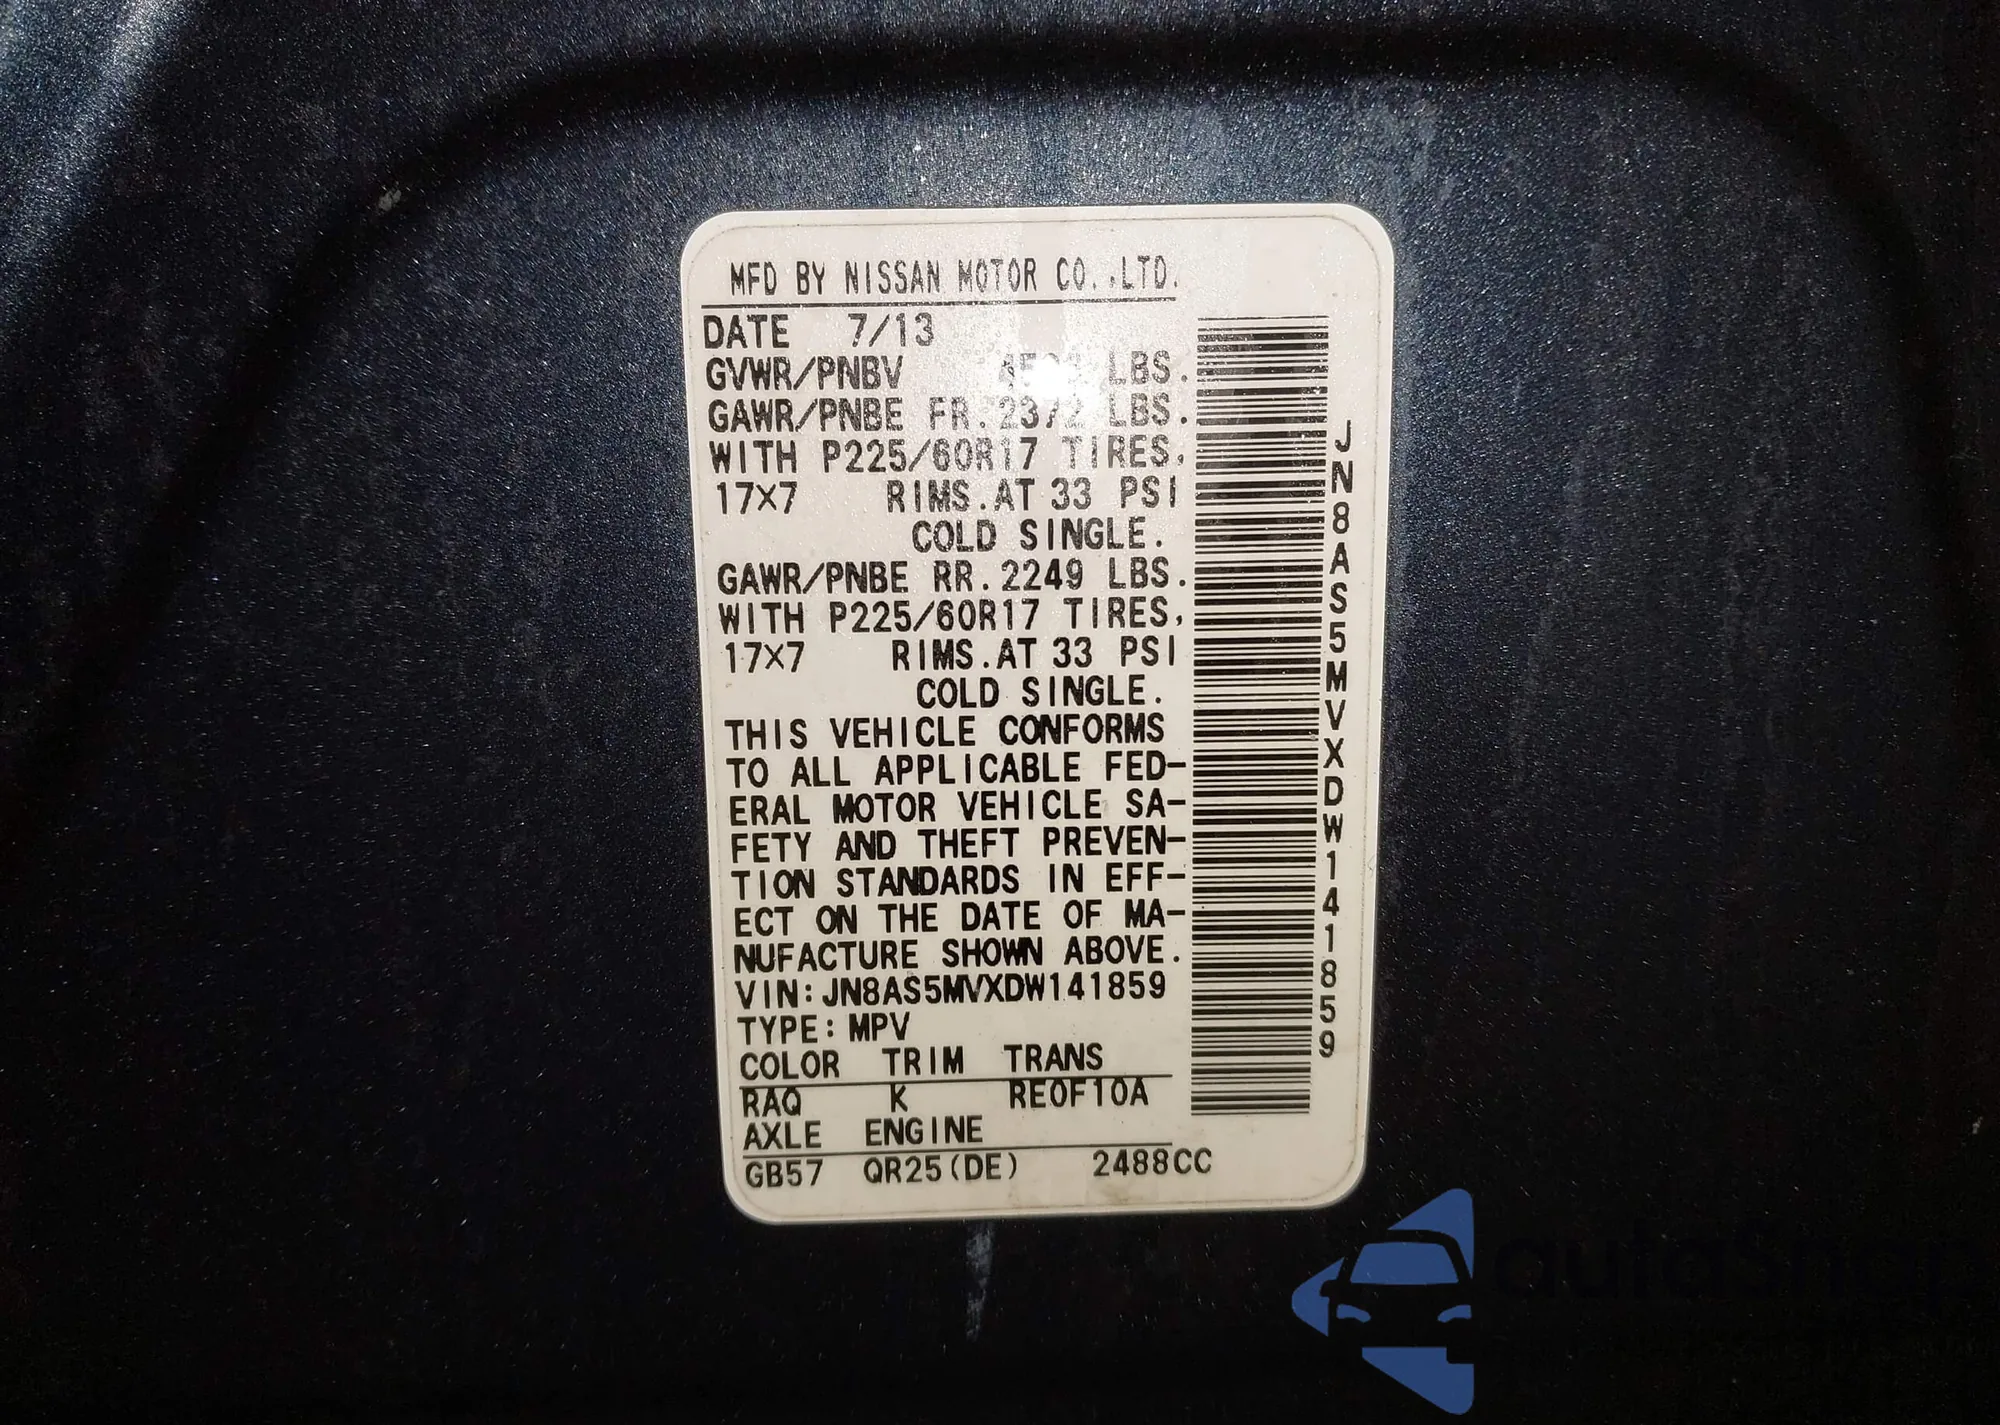 MFD BY NISSAN MOTOR CO.,LTD.
DATE 7/13
GVWR/PNBV LBS.
GAWR/PNBE FR.2372 LBS.
WITH P225/60R17 TIRES,
17X7 RIMS.AT 33 PSI
COLD SINGLE.
GAWR/PNBE RR.2249 LBS.
WITH P225/60R17 TIRES,
17X7 RIMS.AT 33 PSI
COLD SINGLE.
THIS VEHICLE CONFORMS
TO ALL APPLICABLE FED-
ERAL MOTOR VEHICLE SA-
FETY AND THEFT PREVEN-
TION STANDARDS IN EFF-
ECT ON THE DATE OF MA-
NUFACTURE SHOWN ABOVE.
VIN:JN8AS5MVXDW141859
TYPE:MPV
COLOR TRIM TRANS
RAQ K RE0F10A
AXLE ENGINE
GB57 QR25(DE) 2488CC
JN8AS5MVXDW141859